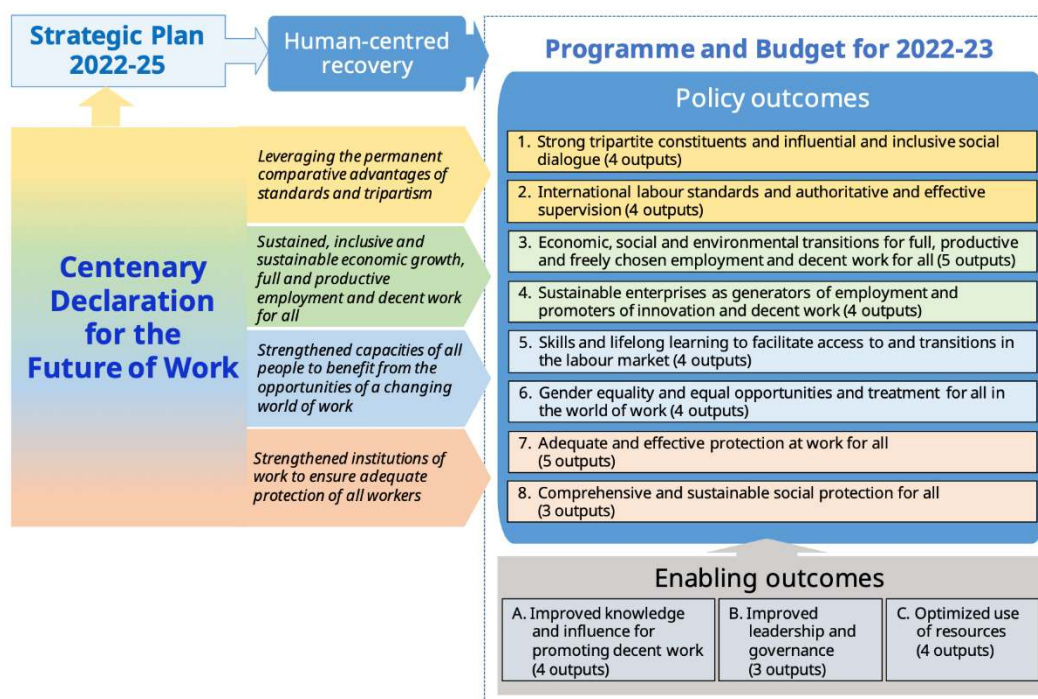 Strategic Plan
2022-25
Human-centred
recovery
Programme and Budget for 2022-23
Policy outcomes
Centenary
Declaration
for the
Future of Work
Leveraging the permanent
comparative advantages of
standards and tripartism
Sustained, inclusive and
sustainable economic growth,
full and productive
employment and decent work
for all
Strengthened capacities of all
people to benefit from the
opportunities of a changing
world of work
Strengthened institutions of
work to ensure adequate
protection of all workers
1. Strong tripartite constituents and influential and inclusive social
dialogue (4 outputs)
2. International labour standards and authoritative and effective
supervision (4 outputs)
3. Economic, social and environmental transitions for full, productive
and freely chosen employment and decent work for all (5 outputs)
4. Sustainable enterprises as generators of employment and
promoters of innovation and decent work (4 outputs)
5. Skills and lifelong learning to facilitate access to and transitions in
the labour market (4 outputs)
6. Gender equality and equal opportunities and treatment for all in
the world of work (4 outputs)
7. Adequate and effective protection at work for all
(5 outputs)
8. Comprehensive and sustainable social protection for all
(3 outputs)
Enabling outcomes
A. Improved knowledge
and influence for
promoting decent work
(4 outputs)
B. Improved
leadership and
governance
(3 outputs)
C. Optimized use
of resources
(4 outputs)